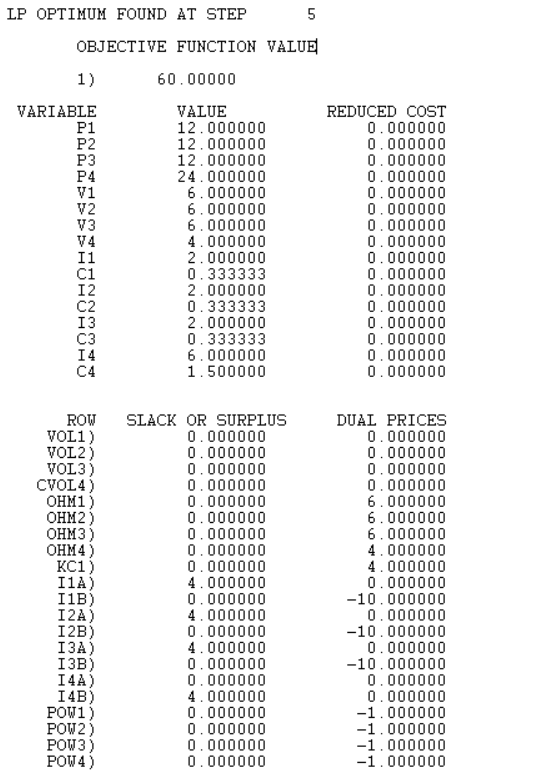 LP OPTIMUM FOUND AT STEP 5
OBJECTIVE FUNCTION VALUE
1) 60.00000
VARIABLE VALUE REDUCED COST
P1 12.000000 0.000000
P2 12.000000 0.000000
P3 12.000000 0.000000
P4 24.000000 0.000000
V1 6.000000 0.000000
V2 6.000000 0.000000
V3 6.000000 0.000000
V4 4.000000 0.000000
I1 2.000000 0.000000
C1 0.333333 0.000000
I2 2.000000 0.000000
C2 0.333333 0.000000
I3 2.000000 0.000000
C3 0.333333 0.000000
I4 6.000000 0.000000
C4 1.500000 0.000000
ROW SLACK OR SURPLUS DUAL PRICES
VOL1) 0.000000 0.000000
VOL2) 0.000000 0.000000
VOL3) 0.000000 0.000000
CVOL4) 0.000000 0.000000
OHM1) 0.000000 6.000000
OHM2) 0.000000 6.000000
OHM3) 0.000000 6.000000
OHM4) 0.000000 4.000000
KC1) 0.000000 4.000000
I1A) 4.000000 0.000000
I1B) 0.000000 -10.000000
I2A) 4.000000 0.000000
I2B) 0.000000 -10.000000
I3A) 4.000000 0.000000
I3B) 0.000000 -10.000000
I4A) 0.000000 0.000000
I4B) 4.000000 0.000000
POW1) 0.000000 -1.000000
POW2) 0.000000 -1.000000
POW3) 0.000000 -1.000000
POW4) 0.000000 -1.000000